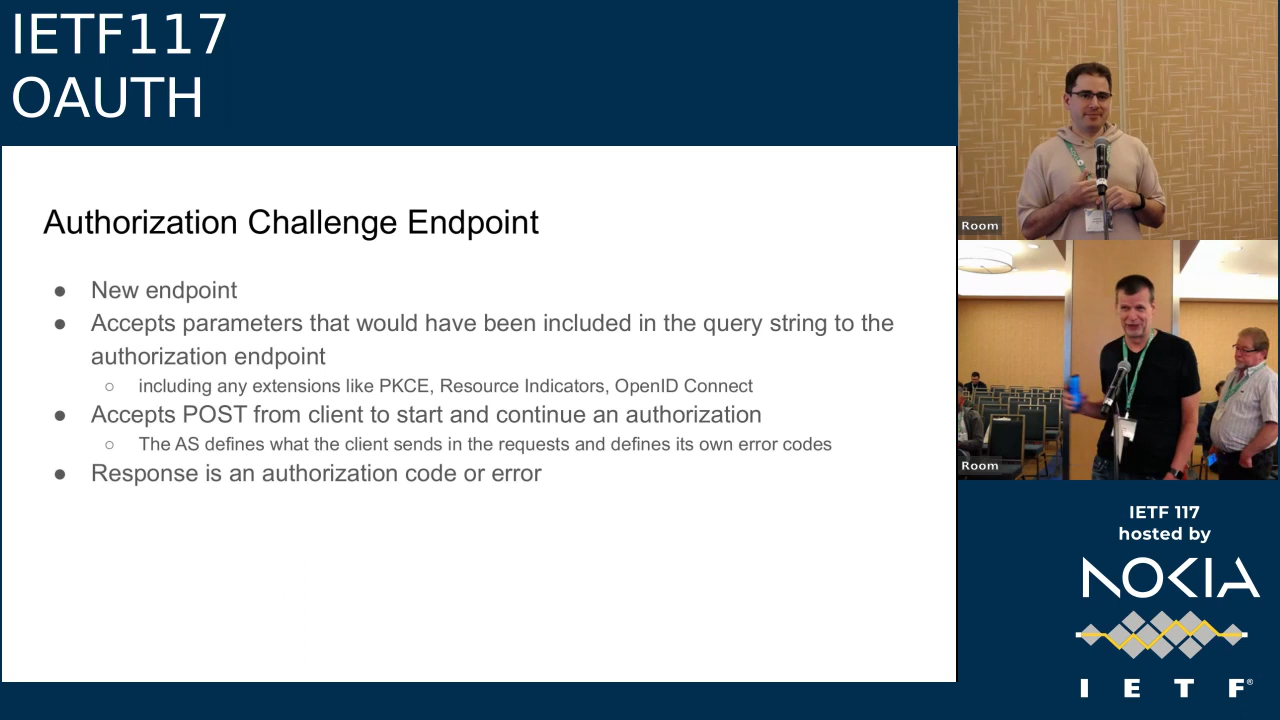 IETF117
OAUTH
Authorization Challenge Endpoint
● New endpoint
● Accepts parameters that would have been included in the query string to the
authorization endpoint
○ including any extensions like PKCE, Resource Indicators, OpenID Connect
● Accepts POST from client to start and continue an authorization
○ The AS defines what the client sends in the requests and defines its own error codes
● Response is an authorization code or error
Room
Room
IETF 117
hosted by
NOKIA
I E T F®